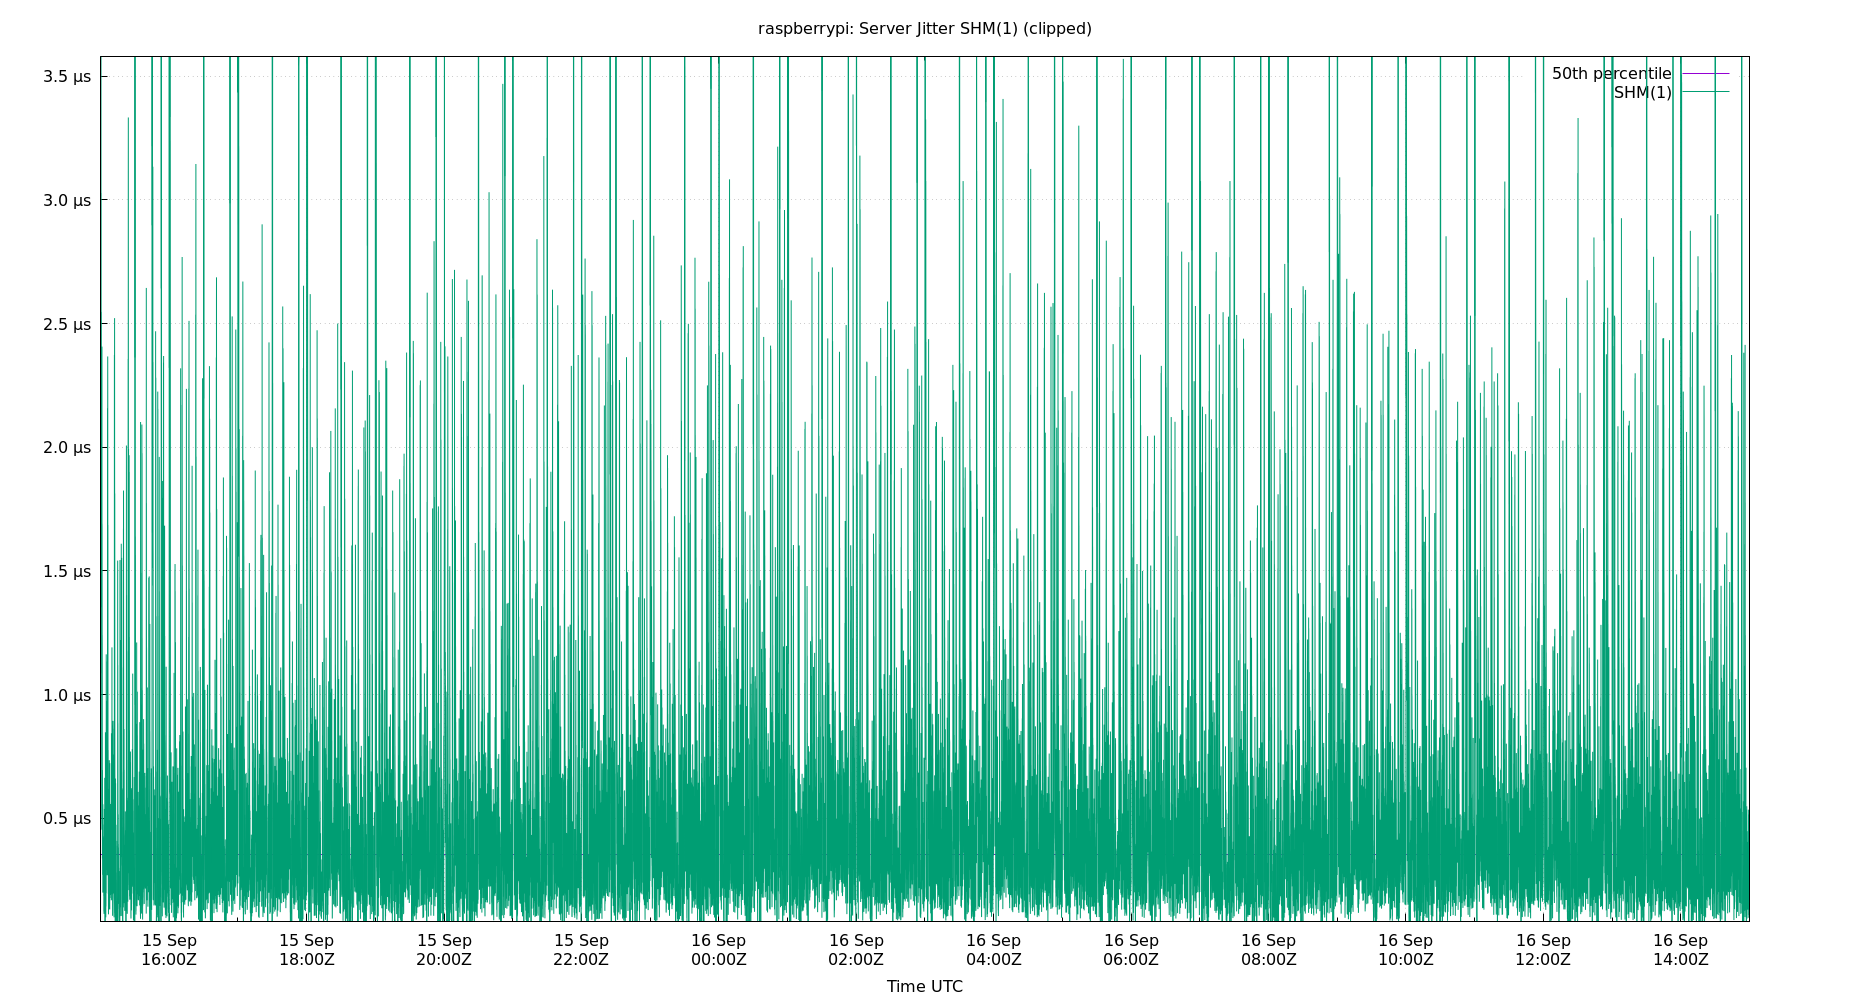 raspberrypi: Server Jitter SHM(1) (clipped)
50th percentile
SHM(1)
3.5 μs
3.0 μs
2.5 μs
2.0 μs
1.5 μs
1.0 μs
0.5 μs
15 Sep 15 Sep 15 Sep 15 Sep 16 Sep 16 Sep 16 Sep 16 Sep 16 Sep 16 Sep 16 Sep 16 Sep
16:00Z 18:00Z 20:00Z 22:00Z 00:00Z 02:00Z 04:00Z 06:00Z 08:00Z 10:00Z 12:00Z 14:00Z
Time UTC